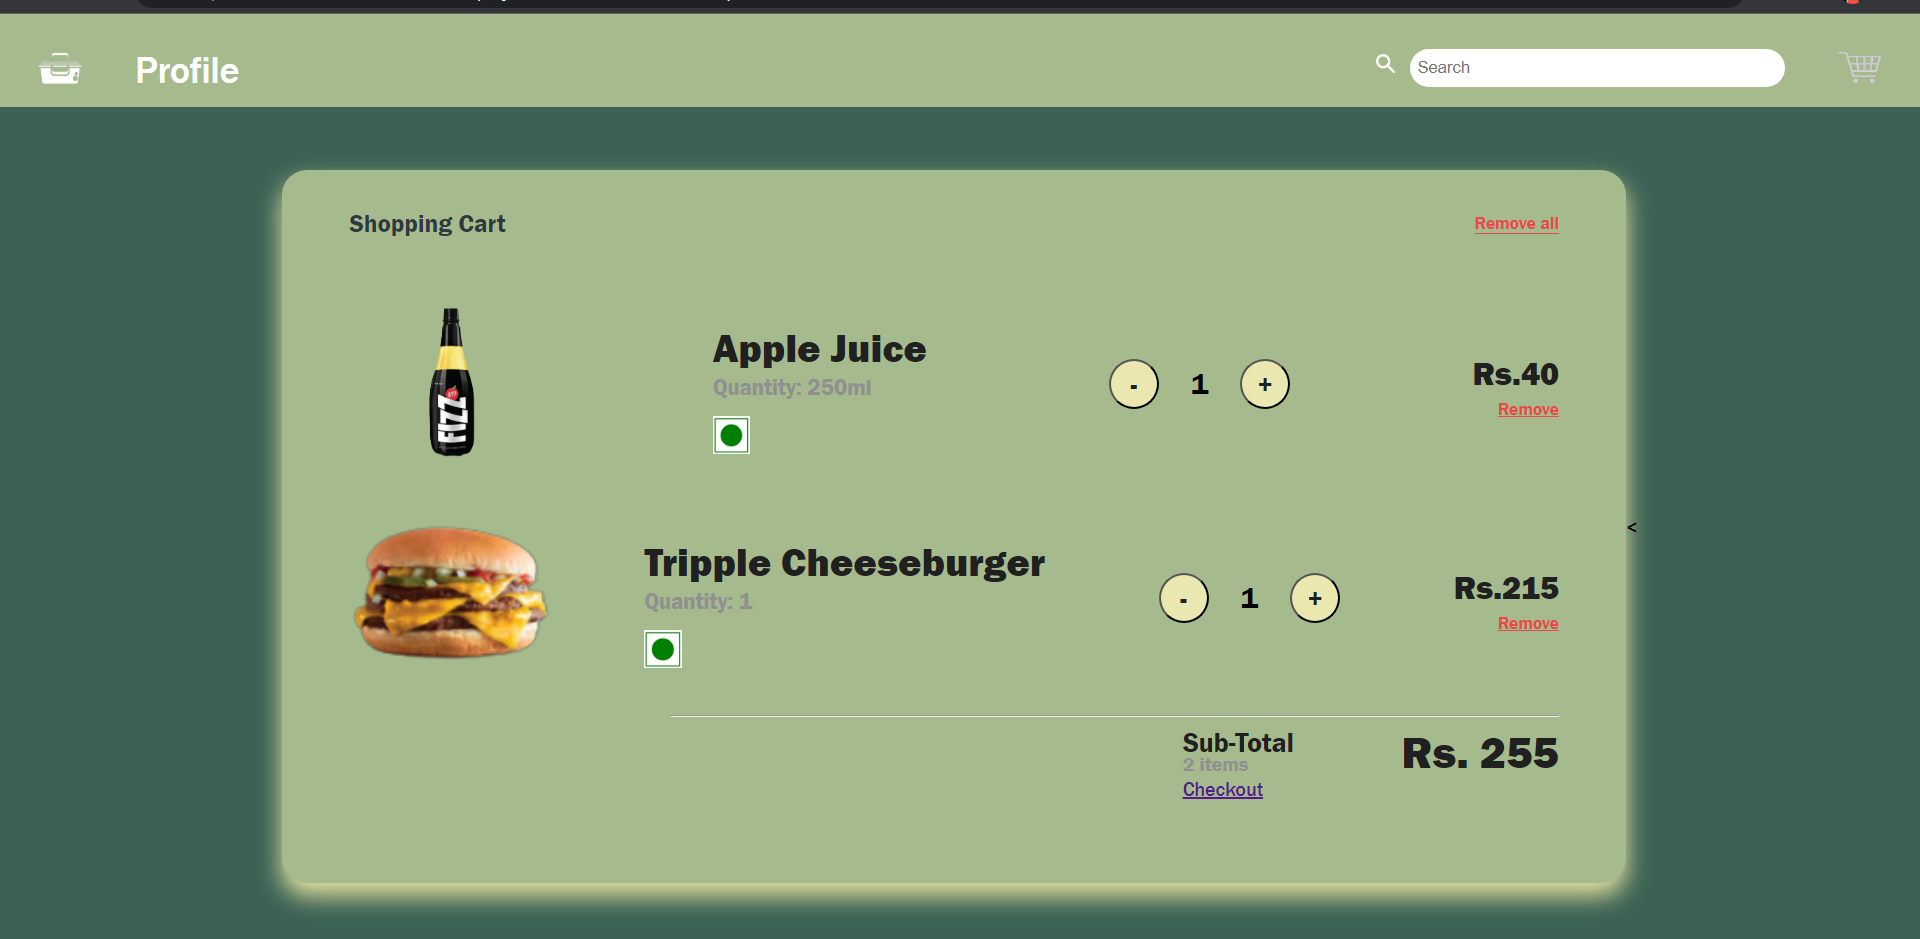 Profile
Search
Shopping Cart
Remove all
FIZZ
Apple Juice
Quantity: 250ml
- 1 +
Rs.40
Remove
<
Tripple Cheeseburger
Quantity: 1
- 1 +
Rs.215
Remove
Sub-Total
Rs. 255
2 items
Checkout